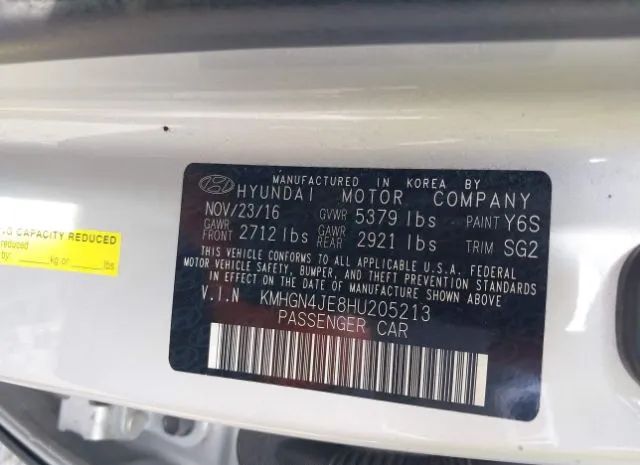 MANUFACTURED IN KOREA BY
HYUNDAI MOTOR COMPANY
NOV/23/16 GVWR 5379 lbs PAINT Y6S
GAWR FRONT 2712 lbs GAWR REAR 2921 lbs TRIM SG2
THIS VEHICLE CONFORMS TO ALL APPLICABLE U.S.A. FEDERAL
MOTOR VEHICLE SAFETY, BUMPER, AND THEFT PREVENTION STANDARDS
IN EFFECT ON THE DATE OF MANUFACTURE SHOWN ABOVE.
V.I.N KMHGN4JE8HU205213
PASSENGER CAR
G CAPACITY REDUCED
reduced
by: kg or lbs